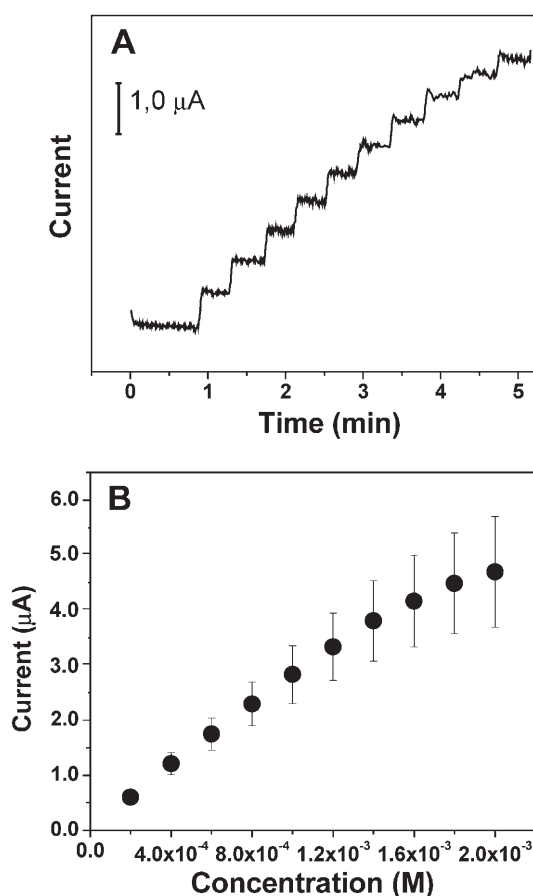 A
1,0 μA
Current
0 1 2 3 4 5
Time (min)
B
6.0
5.0
4.0
3.0
2.0
1.0
0.0
Current (μA)
0.0 4.0x10⁻⁴ 8.0x10⁻⁴ 1.2x10⁻³ 1.6x10⁻³ 2.0x10⁻³
Concentration (M)